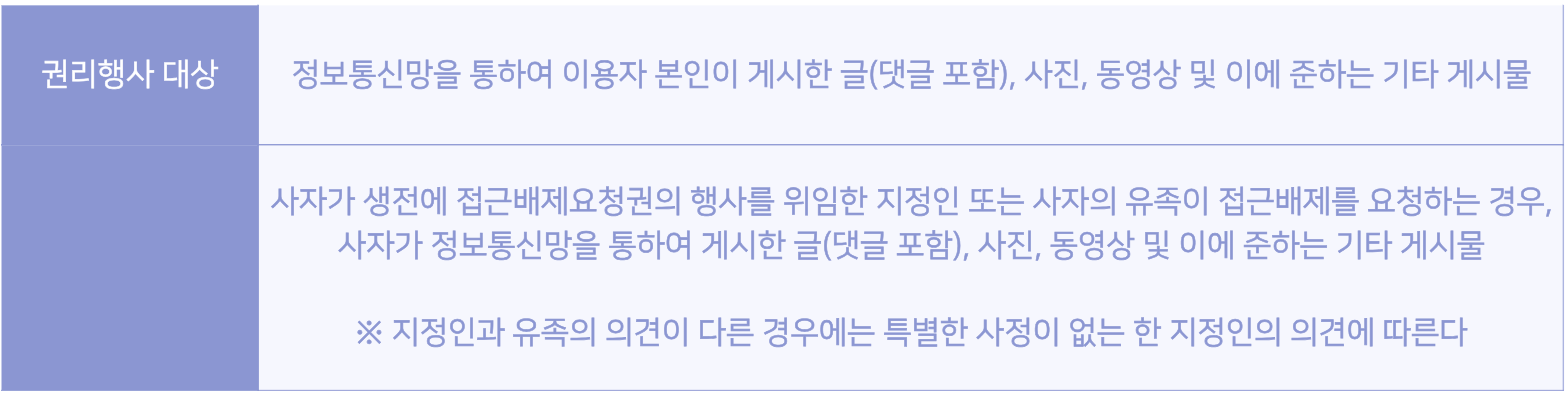 권리행사 대상
정보통신망을 통하여 이용자 본인이 게시한 글(댓글 포함), 사진, 동영상 및 이에 준하는 기타 게시물
사자가 생전에 접근배제요청권의 행사를 위임한 지정인 또는 사자의 유족이 접근배제를 요청하는 경우,
사자가 정보통신망을 통하여 게시한 글(댓글 포함), 사진, 동영상 및 이에 준하는 기타 게시물
※ 지정인과 유족의 의견이 다른 경우에는 특별한 사정이 없는 한 지정인의 의견에 따른다